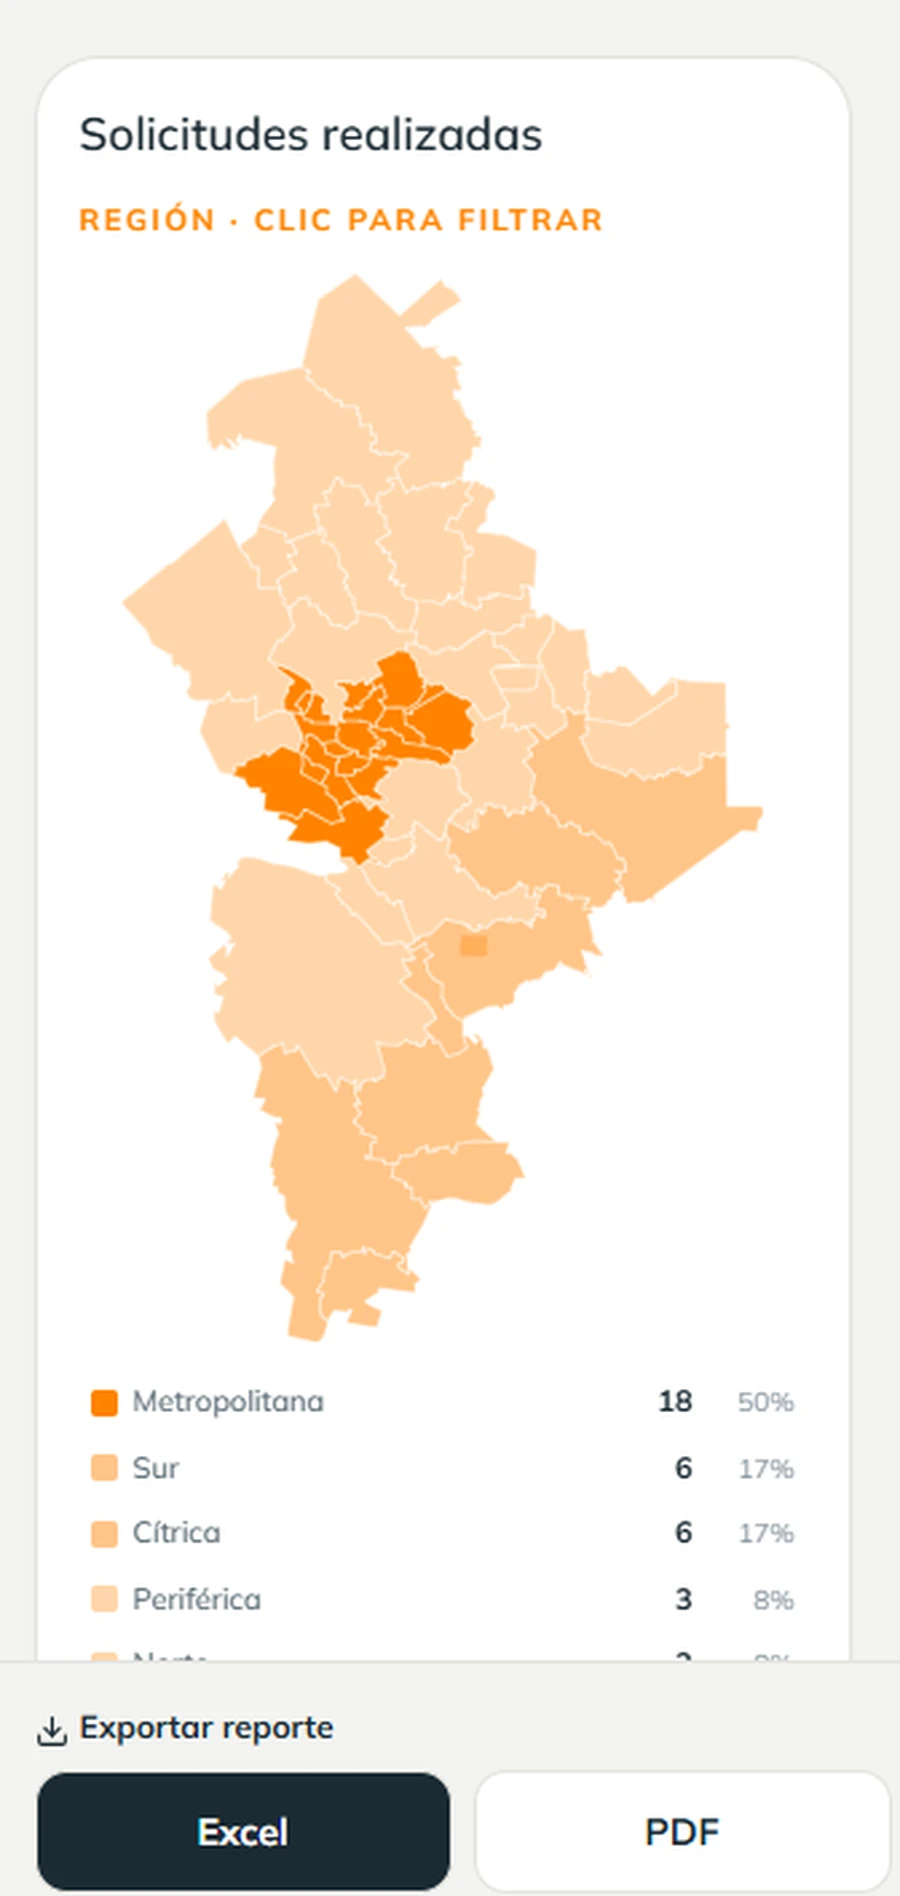 Solicitudes realizadas
REGIÓN · CLIC PARA FILTRAR
Metropolitana 18 50%
Sur 6 17%
Cítrica 6 17%
Periférica 3 8%
Norte
Exportar reporte
Excel PDF